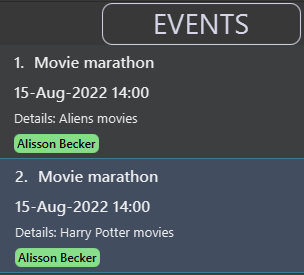 EVENTS
1. Movie marathon
15-Aug-2022 14:00
Details: Aliens movies
Alisson Becker
2. Movie marathon
15-Aug-2022 14:00
Details: Harry Potter movies
Alisson Becker